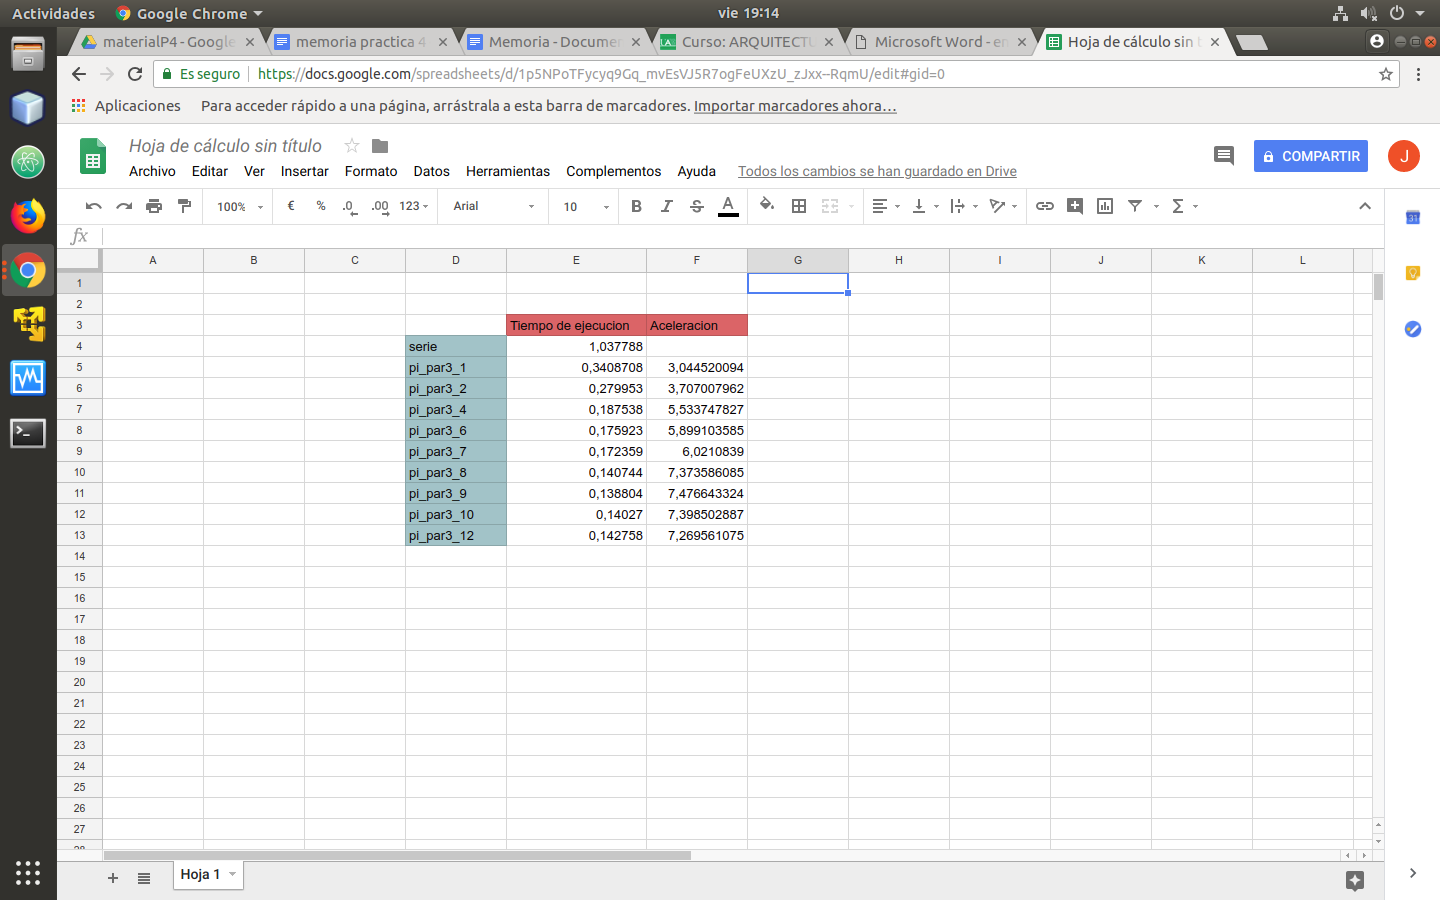 Actividades Google Chrome vie 19:14
materialP4 - Google memoria practica 4 Memoria - Documen Curso: ARQUITECTU Microsoft Word - en Hoja de cálculo sin t
Es seguro https://docs.google.com/spreadsheets/d/1p5NPoTFycyq9Gq_mvEsVJ5R7ogFeUXzU_zJxx--RqmU/edit#gid=0
Aplicaciones Para acceder rápido a una página, arrástrala a esta barra de marcadores. Importar marcadores ahora...
Hoja de cálculo sin título
Archivo Editar Ver Insertar Formato Datos Herramientas Complementos Ayuda Todos los cambios se han guardado en Drive
COMPARTIR J
100% € % .0 .00 123 Arial 10 B I S A Σ
31
fx
A B C D E F G H I J K L
1
2
3 Tiempo de ejecucion Aceleracion
4 serie 1,037788
5 pi_par3_1 0,3408708 3,044520094
6 pi_par3_2 0,279953 3,707007962
7 pi_par3_4 0,187538 5,533747827
8 pi_par3_6 0,175923 5,899103585
9 pi_par3_7 0,172359 6,0210839
10 pi_par3_8 0,140744 7,373586085
11 pi_par3_9 0,138804 7,476643324
12 pi_par3_10 0,14027 7,398502887
13 pi_par3_12 0,142758 7,269561075
14
15
16
17
18
19
20
21
22
23
24
25
26
27
28
Hoja 1